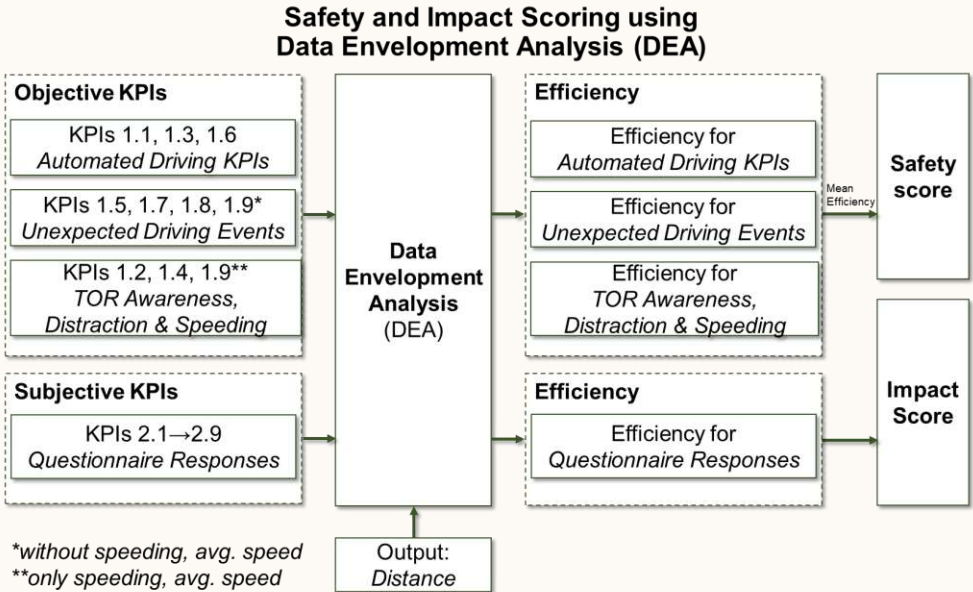 Safety and Impact Scoring using
Data Envelopment Analysis (DEA)
Objective KPIs
KPIs 1.1, 1.3, 1.6
Automated Driving KPIs
KPIs 1.5, 1.7, 1.8, 1.9*
Unexpected Driving Events
KPIs 1.2, 1.4, 1.9**
TOR Awareness,
Distraction & Speeding
Subjective KPIs
KPIs 2.1→2.9
Questionnaire Responses
*without speeding, avg. speed
**only speeding, avg. speed
Data
Envelopment
Analysis
(DEA)
Output:
Distance
Efficiency
Efficiency for
Automated Driving KPIs
Efficiency for
Unexpected Driving Events
Efficiency for
TOR Awareness,
Distraction & Speeding
Efficiency
Efficiency for
Questionnaire Responses
Mean
Efficiency
Safety
score
Impact
Score